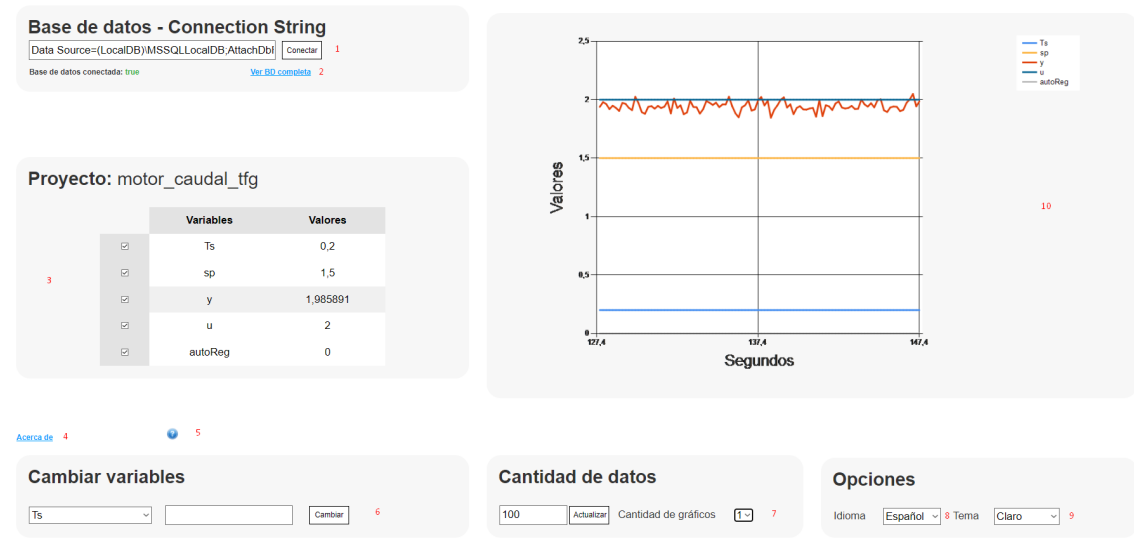 Base de datos - Connection String
Data Source=(LocalDB)\MSSQLLocalDB;AttachDbF
Conectar
1
Base de datos conectada: true
Ver BD completa
2
Proyecto: motor_caudal_tfg
Variables Valores
Ts 0,2
sp 1,5
3
y 1,985891
u 2
autoReg 0
2,5
2
1,5
1
0,5
0
Valores
127,4 137,4 147,4
Segundos
Ts
sp
y
u
autoReg
10
Acerca de 4
5
Cambiar variables
Ts
Cambiar
6
Cantidad de datos
100
Actualizar
Cantidad de gráficos
1
7
Opciones
Idioma
Español
8
Tema
Claro
9